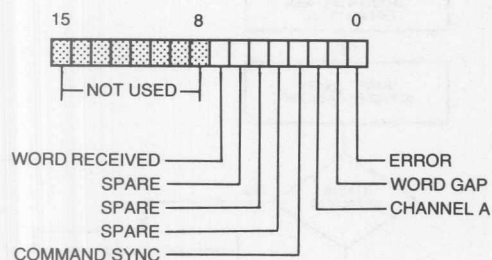 15 8 0
NOT USED
WORD RECEIVED ERROR
SPARE WORD GAP
SPARE CHANNEL A
SPARE
COMMAND SYNC